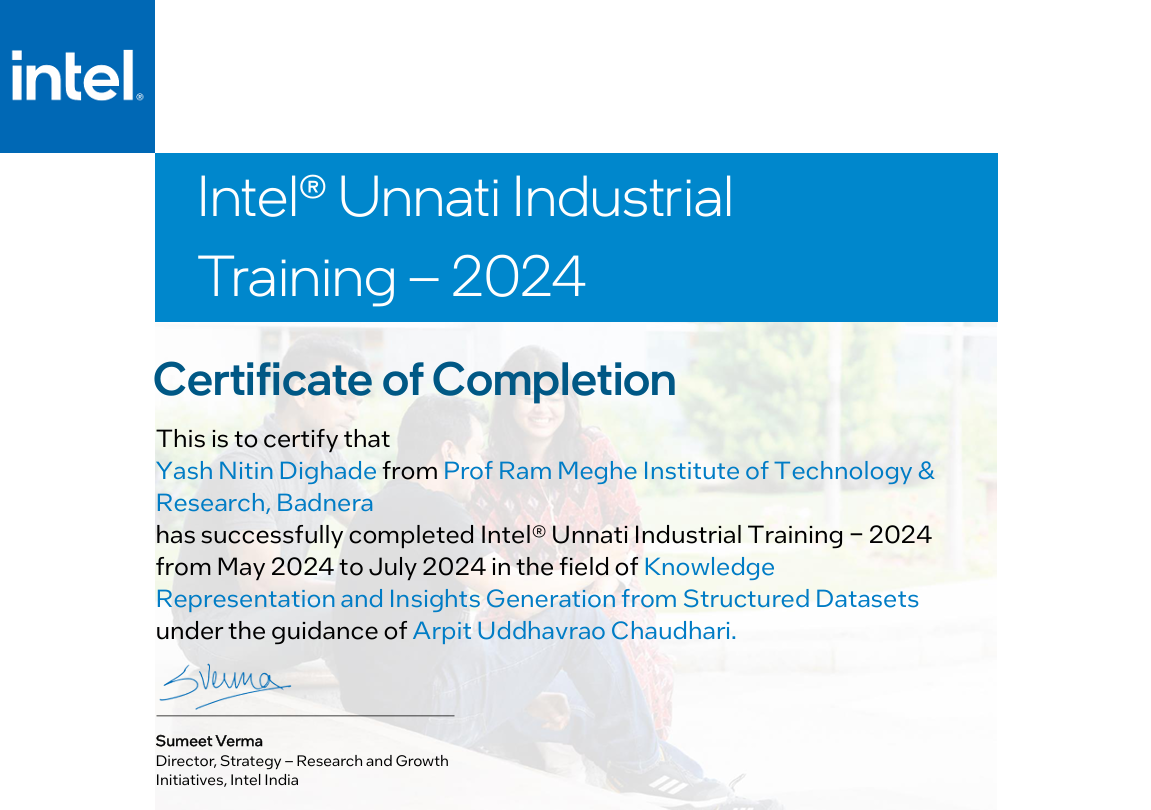 intel®
Intel® Unnati Industrial
Training – 2024
Certificate of Completion
This is to certify that
Yash Nitin Dighade from Prof Ram Meghe Institute of Technology &
Research, Badnera
has successfully completed Intel® Unnati Industrial Training – 2024
from May 2024 to July 2024 in the field of Knowledge
Representation and Insights Generation from Structured Datasets
under the guidance of Arpit Uddhavrao Chaudhari.
SVerma
Sumeet Verma
Director, Strategy – Research and Growth
Initiatives, Intel India